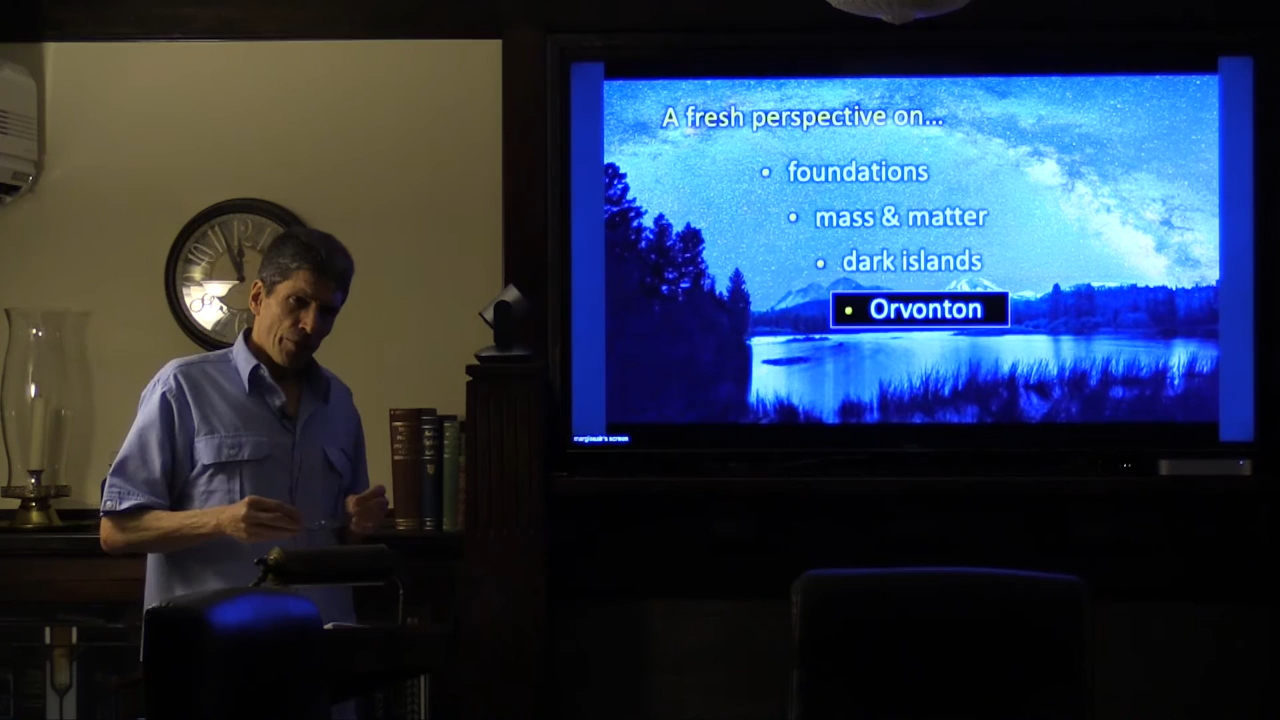 A fresh perspective on...
• foundations
• mass & matter
• dark islands
• Orvonton